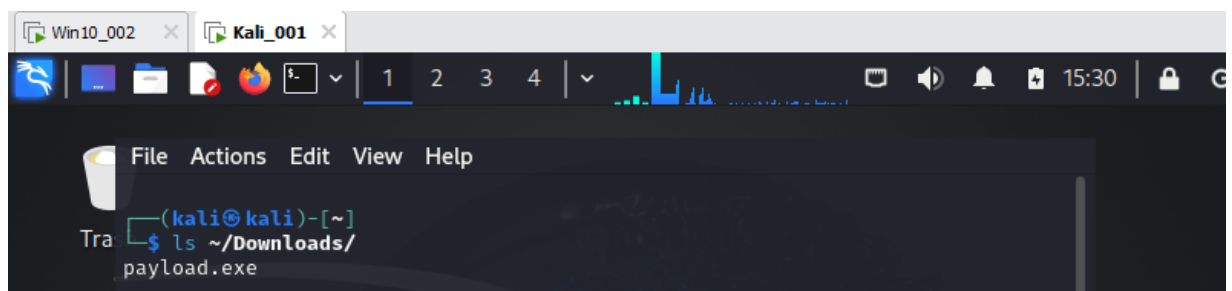 Win10_002 Kali_001
1 2 3 4 15:30
File Actions Edit View Help
(kali㉿kali)-[~]
$ ls ~/Downloads/
payload.exe
Tra